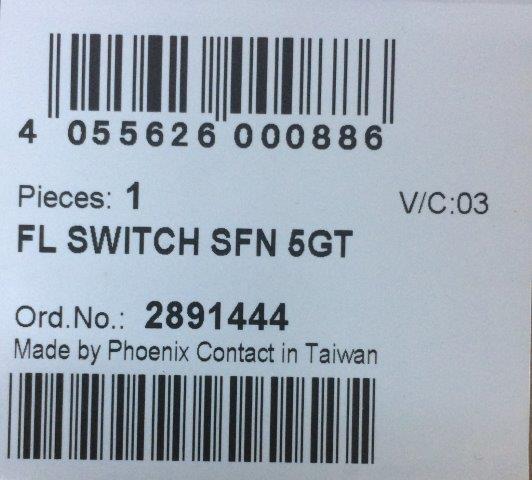 4 055626 000886
Pieces: 1 V/C:03
FL SWITCH SFN 5GT
Ord.No.: 2891444
Made by Phoenix Contact in Taiwan